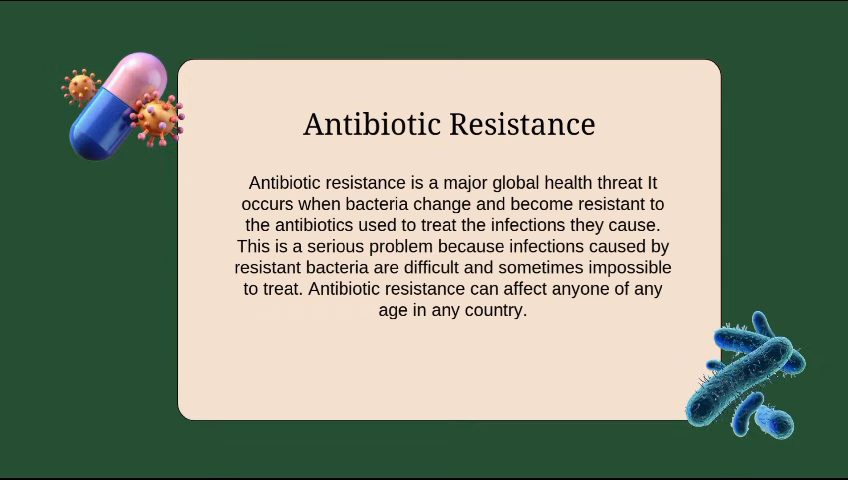 Antibiotic Resistance
Antibiotic resistance is a major global health threat It
occurs when bacteria change and become resistant to
the antibiotics used to treat the infections they cause.
This is a serious problem because infections caused by
resistant bacteria are difficult and sometimes impossible
to treat. Antibiotic resistance can affect anyone of any
age in any country.